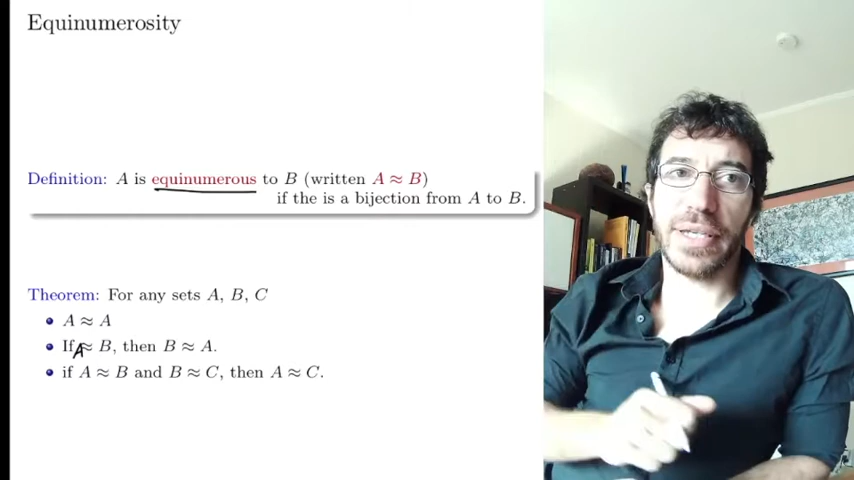 Equinumerosity
Definition: A is equinumerous to B (written A ≈ B)
if the is a bijection from A to B.
Theorem: For any sets A, B, C
• A ≈ A
• If A ≈ B, then B ≈ A.
• if A ≈ B and B ≈ C, then A ≈ C.